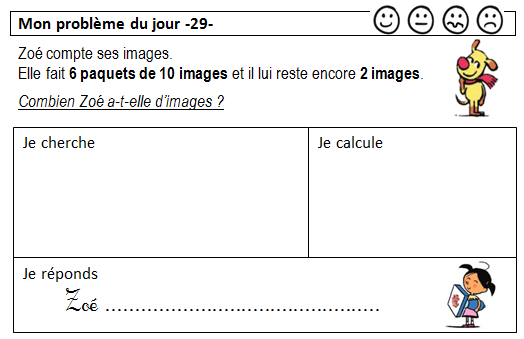 Mon problème du jour -29-
Zoé compte ses images.
Elle fait 6 paquets de 10 images et il lui reste encore 2 images.
Combien Zoé a-t-elle d'images ?
Je cherche
Je calcule
Je réponds
Zoé ................................................